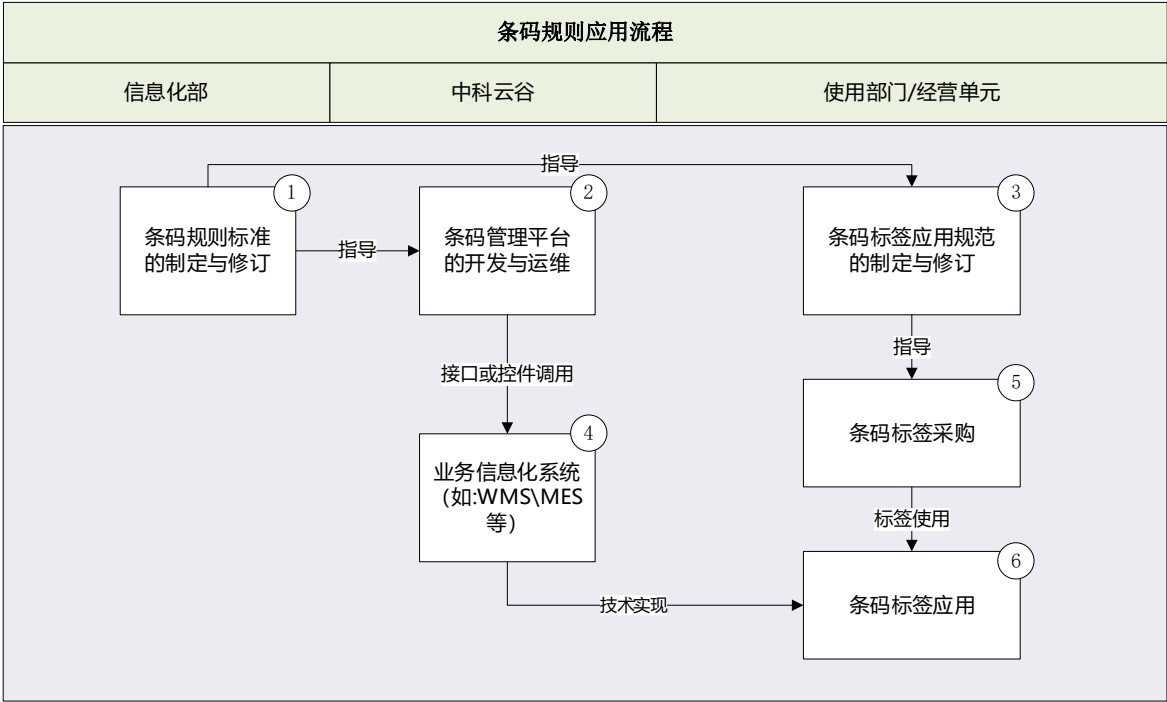 条码规则应用流程
信息化部
中科云谷
使用部门/经营单元
指导
1
条码规则标准
的制定与修订
指导
2
条码管理平台
的开发与运维
3
条码标签应用规范
的制定与修订
接口或控件调用
指导
4
业务信息化系统
（如:WMS\MES
等）
5
条码标签采购
标签使用
技术实现
6
条码标签应用